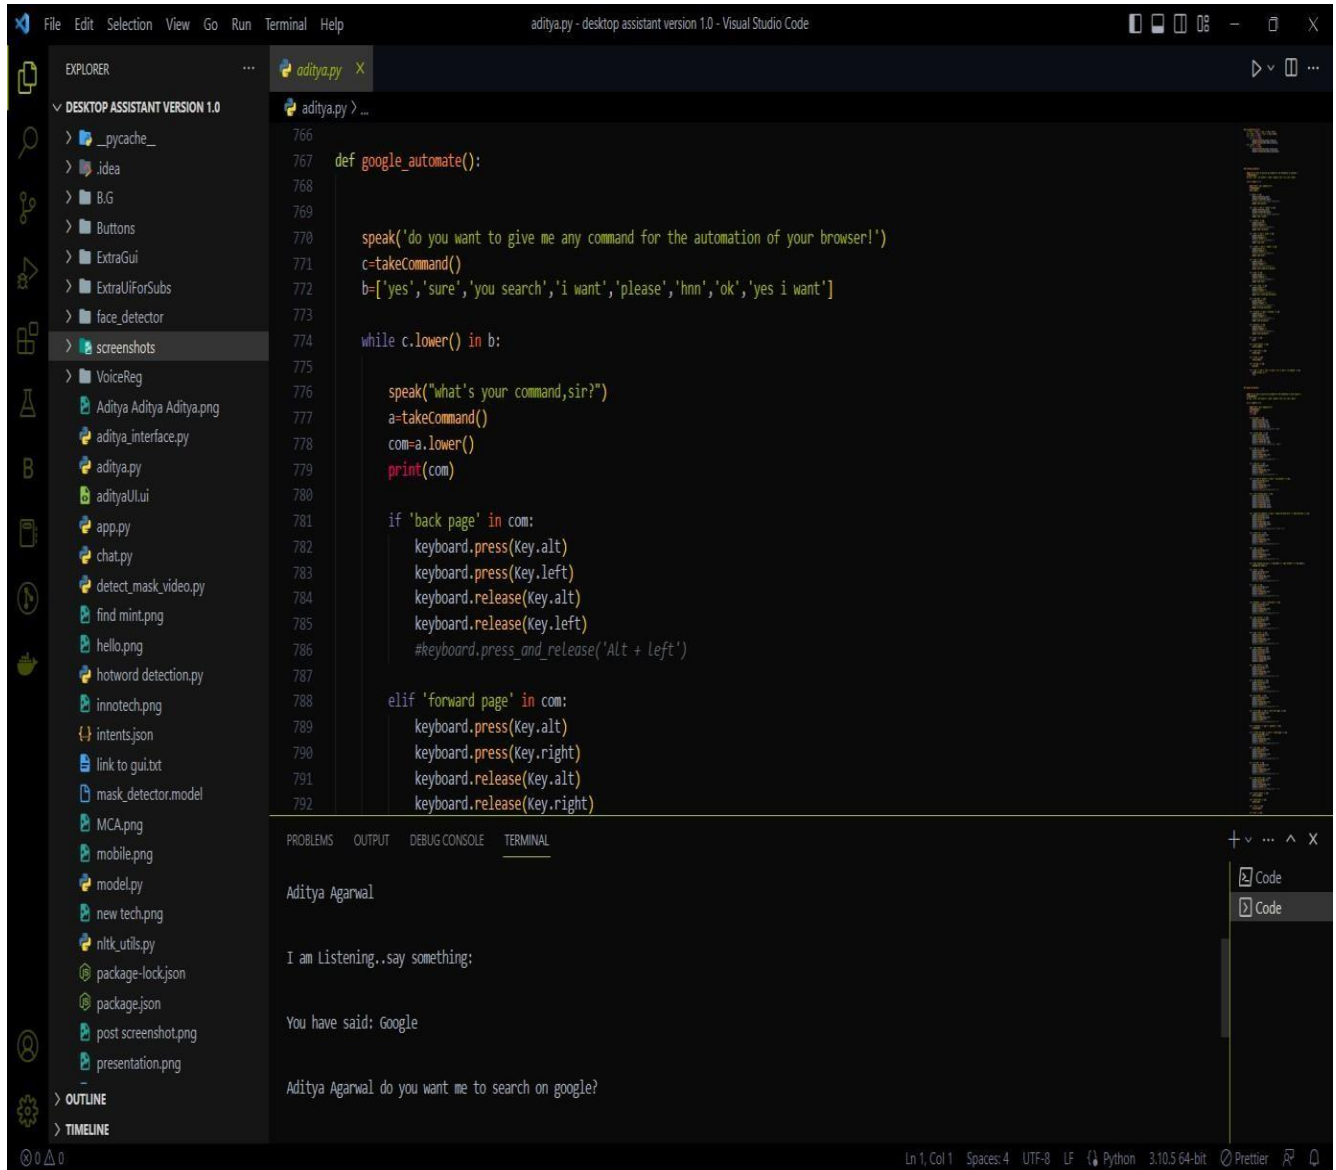 File Edit Selection View Go Run Terminal Help
aditya.py - desktop assistant version 1.0 - Visual Studio Code
EXPLORER
DESKTOP ASSISTANT VERSION 1.0
__pycache__
.idea
B.G
Buttons
ExtraGui
ExtraUiForSubs
face_detector
screenshots
VoiceReg
Aditya Aditya Aditya.png
aditya_interface.py
aditya.py
adityaUI.ui
app.py
chat.py
detect_mask_video.py
find mint.png
hello.png
hotword detection.py
innotech.png
intents.json
link to gui.txt
mask_detector.model
MCA.png
mobile.png
model.py
new tech.png
nltk_utils.py
package-lock.json
package.json
post screenshot.png
presentation.png
OUTLINE
TIMELINE
aditya.py X
aditya.py > ...
766
767 def google_automate():
768
769
770 speak('do you want to give me any command for the automation of your browser!')
771 c=takeCommand()
772 b=['yes','sure','you search','i want','please','hnn','ok','yes i want']
773
774 while c.lower() in b:
775
776 speak("what's your command,sir?")
777 a=takeCommand()
778 com=a.lower()
779 print(com)
780
781 if 'back page' in com:
782 keyboard.press(Key.alt)
783 keyboard.press(Key.left)
784 keyboard.release(Key.alt)
785 keyboard.release(Key.left)
786 #keyboard.press_and_release('Alt + left')
787
788 elif 'forward page' in com:
789 keyboard.press(Key.alt)
790 keyboard.press(Key.right)
791 keyboard.release(Key.alt)
792 keyboard.release(Key.right)
PROBLEMS OUTPUT DEBUG CONSOLE TERMINAL
Aditya Agarwal
I am Listening..say something:
You have said: Google
Aditya Agarwal do you want me to search on google?
Code
Code
0 0
Ln 1, Col 1 Spaces: 4 UTF-8 LF Python 3.10.5 64-bit Prettier